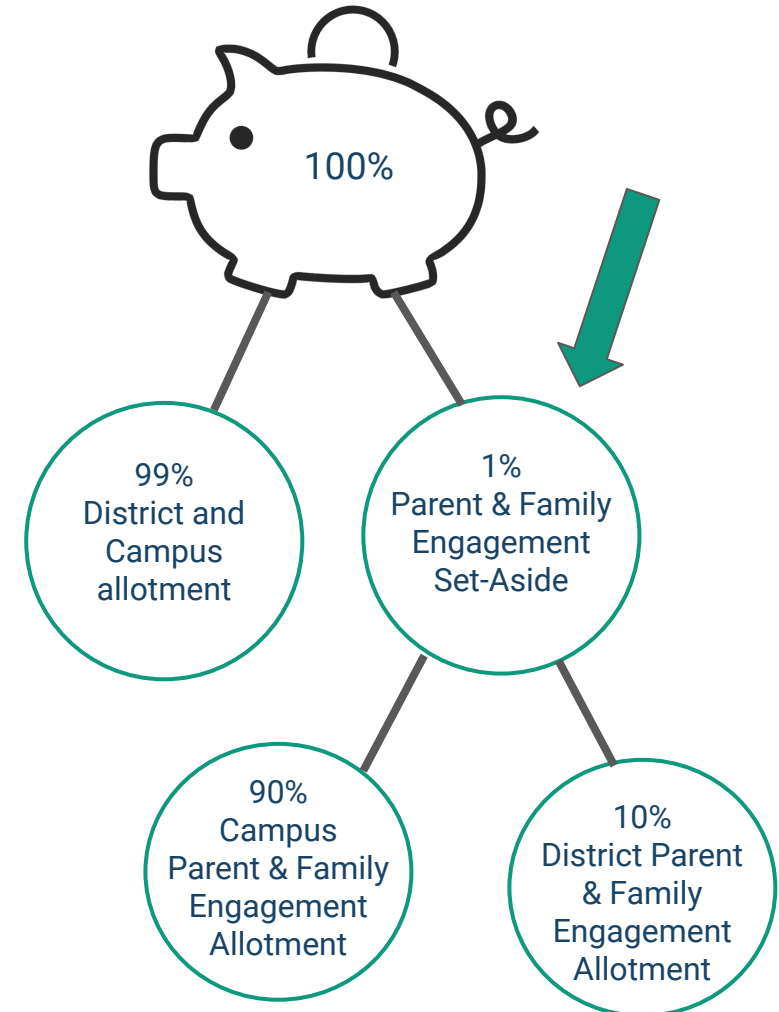 100%
99%
District and
Campus
allotment
1%
Parent & Family
Engagement
Set-Aside
90%
Campus
Parent & Family
Engagement
Allotment
10%
District Parent
& Family
Engagement
Allotment